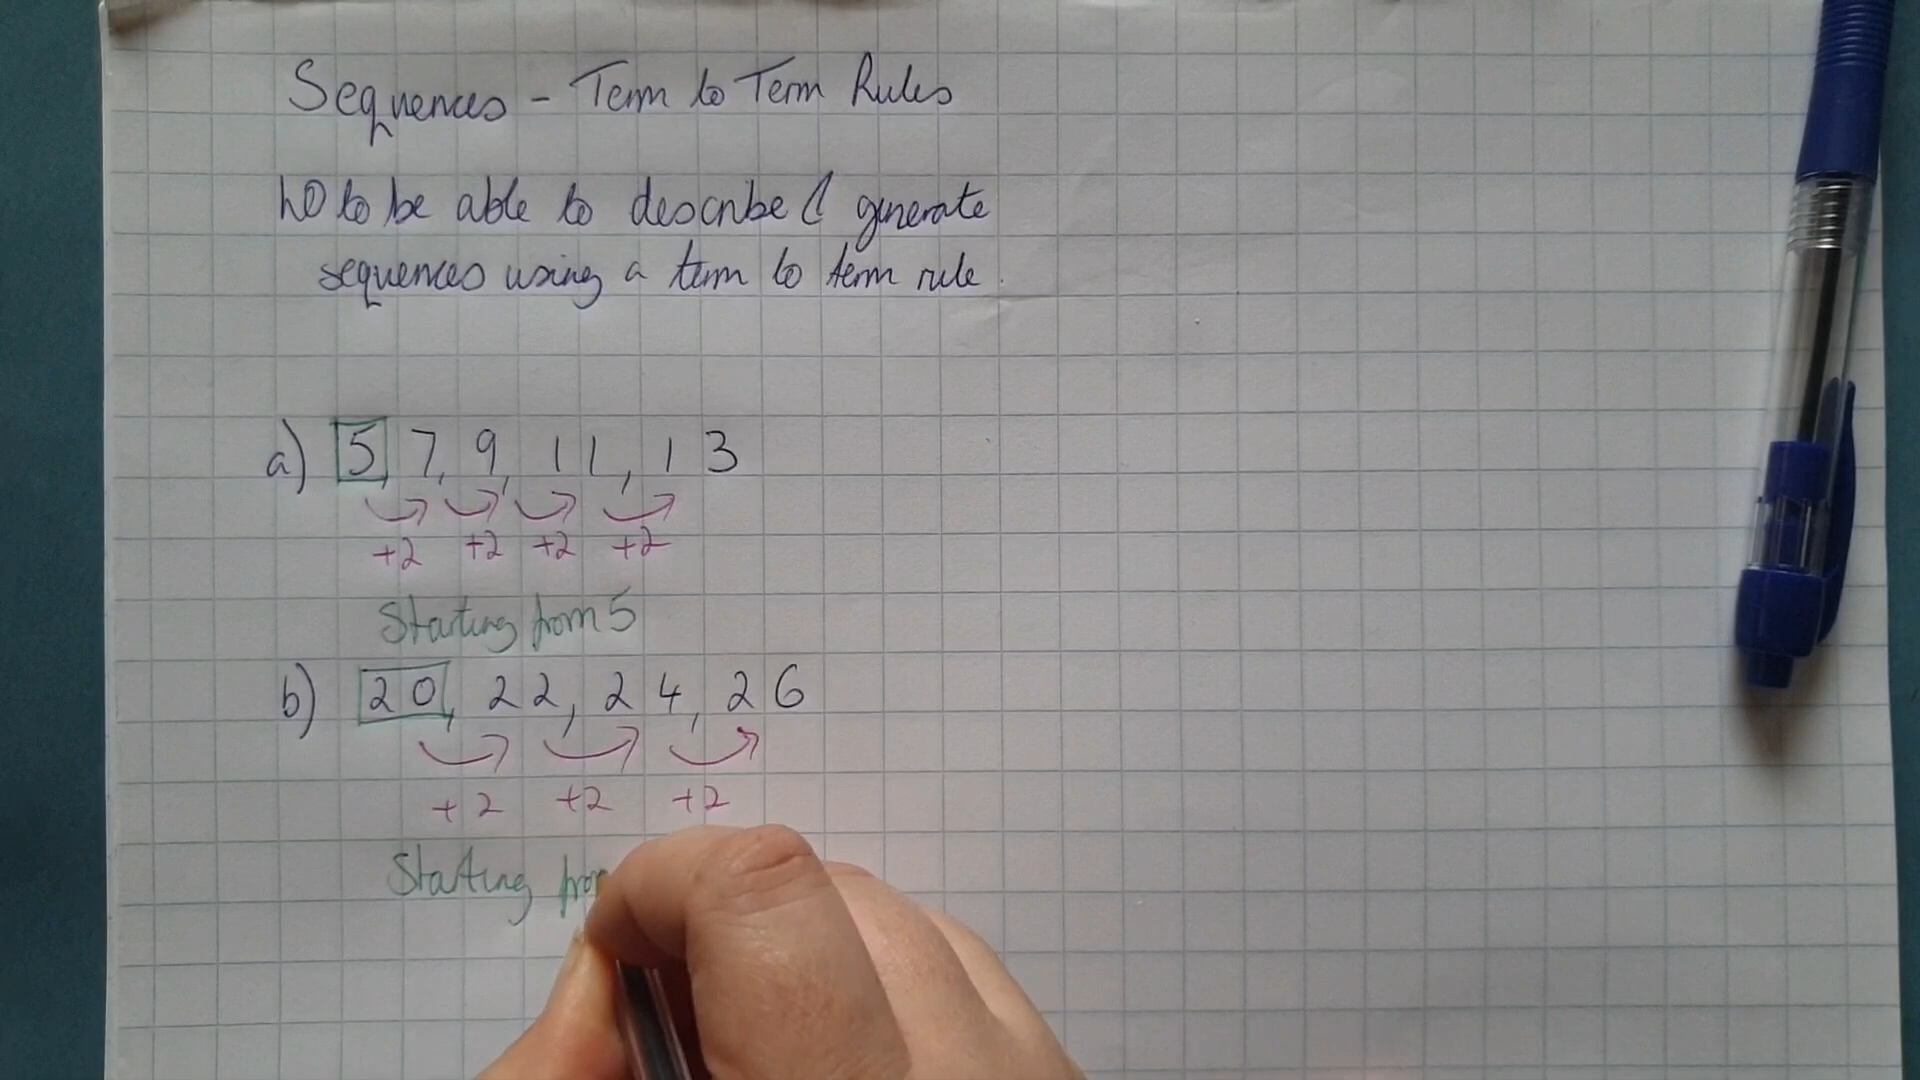 Sequences - Term to Term Rules
LO to be able to describe & generate
sequences using a term to term rule.
a) 5, 7, 9, 11, 13
+2 +2 +2 +2
Starting from 5
b) 20, 22, 24, 26
+2 +2 +2
Starting from